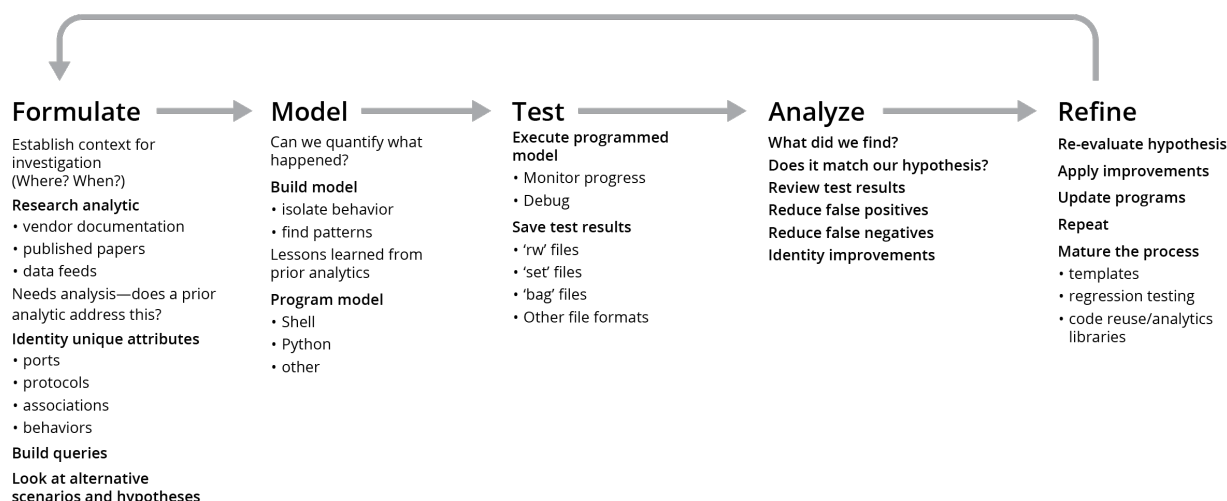 Formulate
Establish context for
investigation
(Where? When?)
Research analytic
• vendor documentation
• published papers
• data feeds
Needs analysis—does a prior
analytic address this?
Identity unique attributes
• ports
• protocols
• associations
• behaviors
Build queries
Look at alternative
scenarios and hypotheses
Model
Can we quantify what
happened?
Build model
• isolate behavior
• find patterns
Lessons learned from
prior analytics
Program model
• Shell
• Python
• other
Test
Execute programmed
model
• Monitor progress
• Debug
Save test results
• ‘rw’ files
• ‘set’ files
• ‘bag’ files
• Other file formats
Analyze
What did we find?
Does it match our hypothesis?
Review test results
Reduce false positives
Reduce false negatives
Identity improvements
Refine
Re-evaluate hypothesis
Apply improvements
Update programs
Repeat
Mature the process
• templates
• regression testing
• code reuse/analytics
libraries